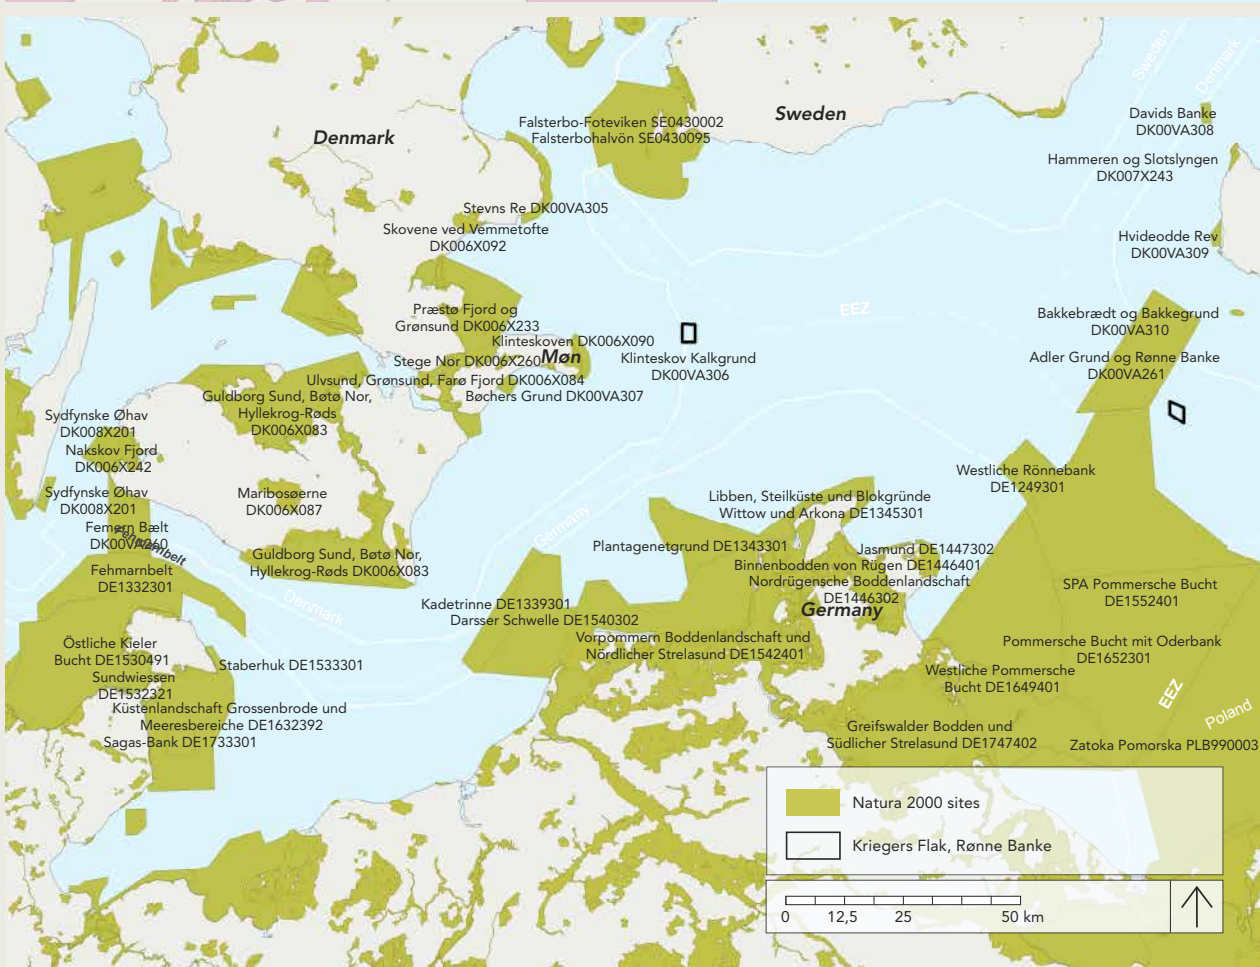 Sweden
Denmark
Sweden
Denmark
Falsterbo-Foteviken SE0430002
Falsterbohalvön SE0430095
Davids Banke
DK00VA308
Hammeren og Slotslyngen
DK007X243
Stevns Re DK00VA305
Skovene ved Vemmetofte
DK006X092
Hvideodde Rev
DK00VA309
EEZ
Præstø Fjord og
Grønsund DK006X233
Klinteskoven DK006X090
Bakkebrædt og Bakkegrund
DK00VA310
Stege Nor DK006X260
Møn
Klinteskov Kalkgrund
DK00VA306
Adler Grund og Rønne Banke
DK00VA261
Ulvsund, Grønsund, Farø Fjord DK006X084
Bøchers Grund DK00VA307
Guldborg Sund, Bøtø Nor,
Hyllekrog-Røds
DK006X083
Sydfynske Øhav
DK008X201
Nakskov Fjord
DK006X242
Sydfynske Øhav
DK008X201
Maribosøerne
DK006X087
Westliche Rönnebank
DE1249301
Libben, Steilküste und Blokgründe
Wittow und Arkona DE1345301
Femern Bælt
DK00VA260
Fehmarnbelt
Germany
Plantagenetgrund DE1343301
Jasmund DE1447302
Binnenbodden von Rügen DE1446401
Nordrügensche Boddenlandschaft
DE1446302
Germany
Guldborg Sund, Bøtø Nor,
Hyllekrog-Røds DK006X083
Fehmarnbelt
DE1332301
Denmark
SPA Pommersche Bucht
DE1552401
Kadetrinne DE1339301
Darsser Schwelle DE1540302
Vorpommern Boddenlandschaft und
Nördlicher Strelasund DE1542401
Pommersche Bucht mit Oderbank
DE1652301
Östliche Kieler
Bucht DE1530491
Sundwiessen
DE1532321
Staberhuk DE1533301
Westliche Pommersche
Bucht DE1649401
EEZ
Poland
Küstenlandschaft Grossenbrode und
Meeresbereiche DE1632392
Sagas-Bank DE1733301
Greifswalder Bodden und
Südlicher Strelasund DE1747402
Zatoka Pomorska PLB990003
Natura 2000 sites
Kriegers Flak, Rønne Banke
0 12,5 25 50 km